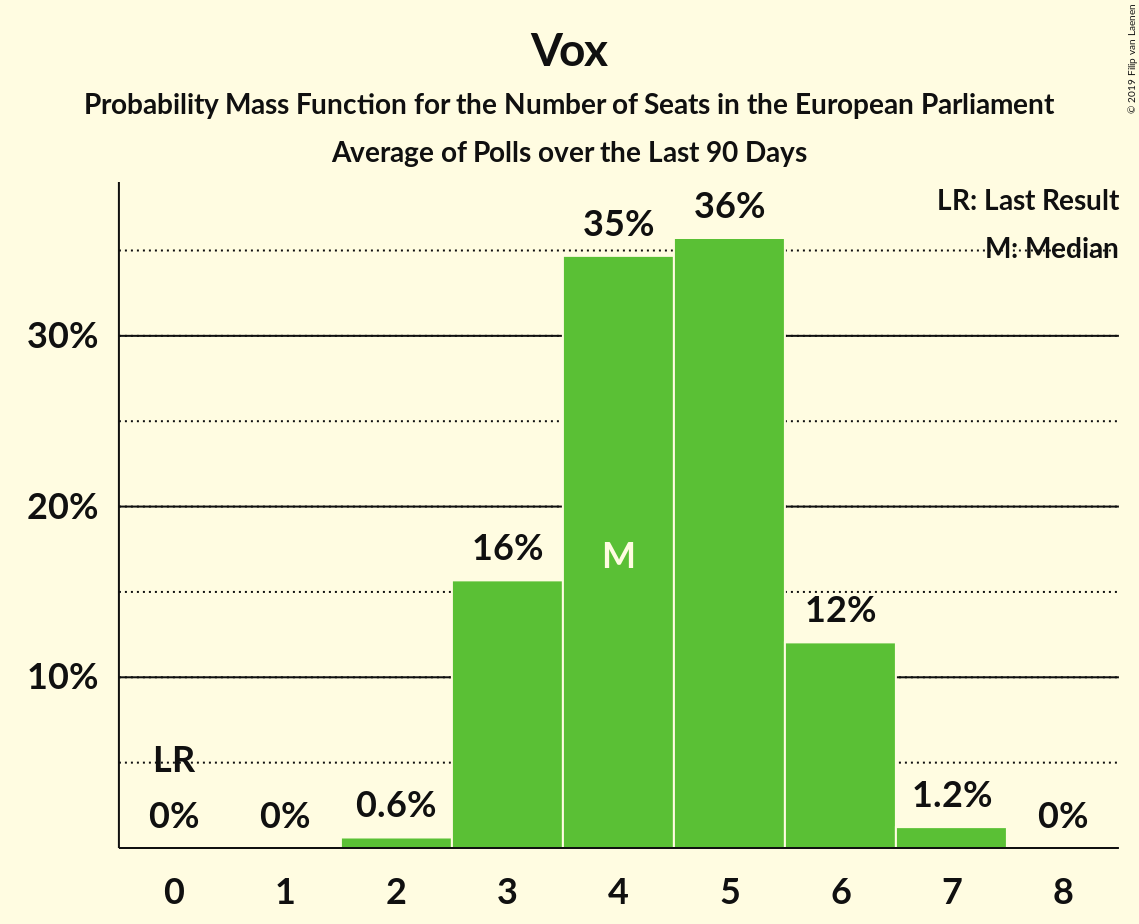 Vox
Probability Mass Function for the Number of Seats in the European Parliament
Average of Polls over the Last 90 Days
© 2019 Filip van Laenen
LR: Last Result
M: Median
30%
20%
10%
0%
0%
0.6%
16%
35%
36%
12%
1.2%
0%
LR
M
0 1 2 3 4 5 6 7 8